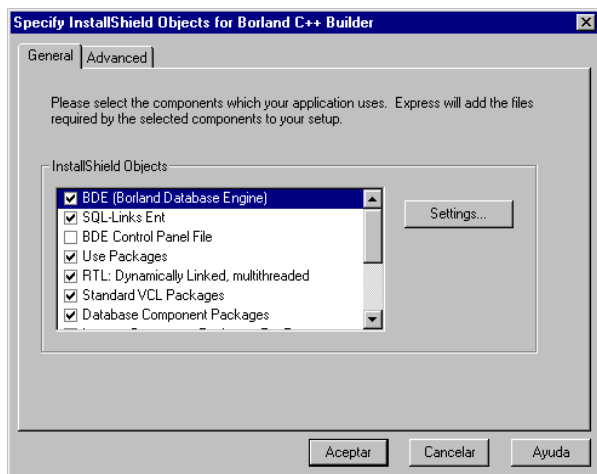 Specify InstallShield Objects for Borland C++ Builder
General
Advanced
Please select the components which your application uses. Express will add the files
required by the selected components to your setup.
InstallShield Objects
BDE (Borland Database Engine)
SQL-Links Ent
BDE Control Panel File
Use Packages
RTL: Dynamically Linked, multithreaded
Standard VCL Packages
Database Component Packages
Settings...
Aceptar
Cancelar
Ayuda